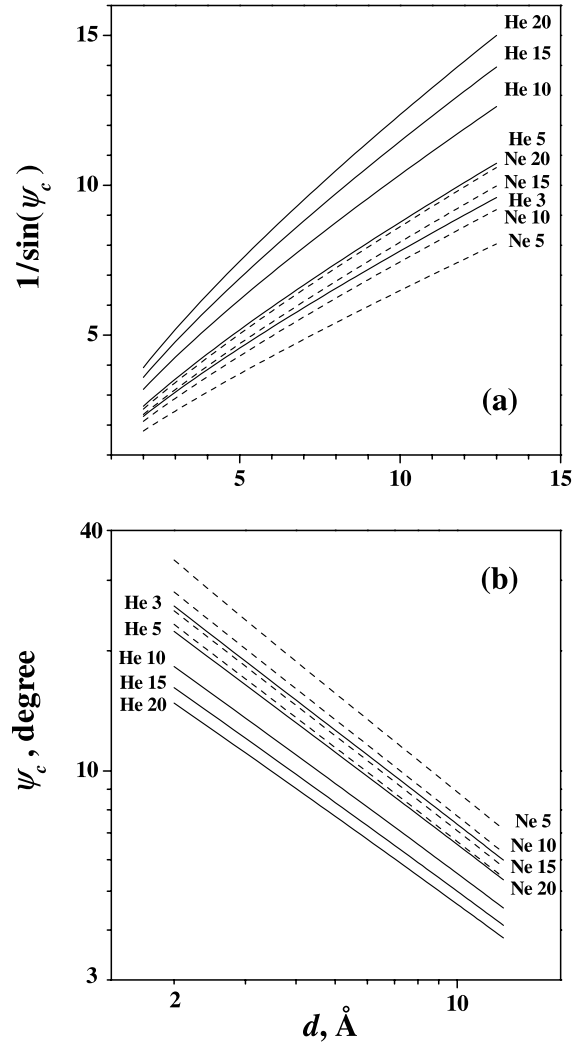 15
10
5
1/sin(ψc)
He 20
He 15
He 10
He 5
Ne 20
Ne 15
He 3
Ne 10
Ne 5
(a)
5 10 15
40
10
3
ψc , degree
(b)
He 3
He 5
He 10
He 15
He 20
Ne 5
Ne 10
Ne 15
Ne 20
2 10
d, Å